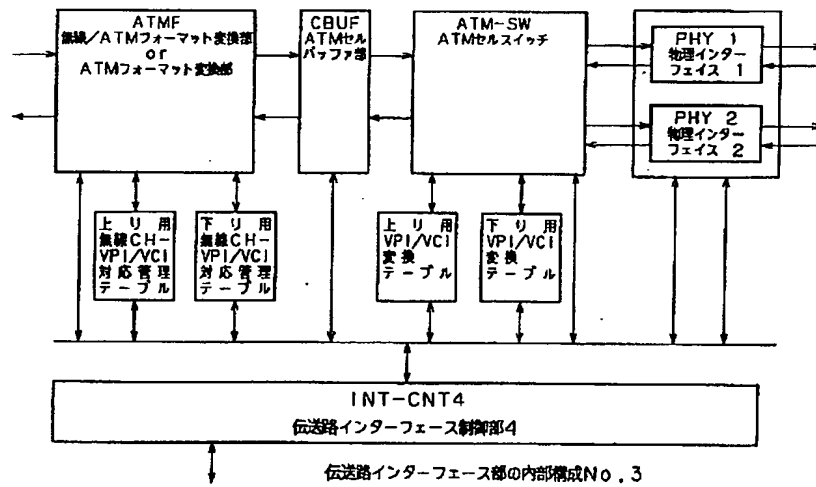 ATMF
無線/ATMフォーマット変換部
or
ATMフォーマット変換部
CBUF
ATMセル
バッファ部
ATM-SW
ATMセルスイッチ
PHY 1
物理インター
フェイス 1
PHY 2
物理インター
フェイス 2
上り用
無線CH-
VPI/VCI
対応管理
テーブル
下り用
無線CH-
VPI/VCI
対応管理
テーブル
上り用
VPI/VCI
変換
テーブル
下り用
VPI/VCI
変換
テーブル
INT-CNT4
伝送路インターフェース制御部4
伝送路インターフェース部の内部構成No.3